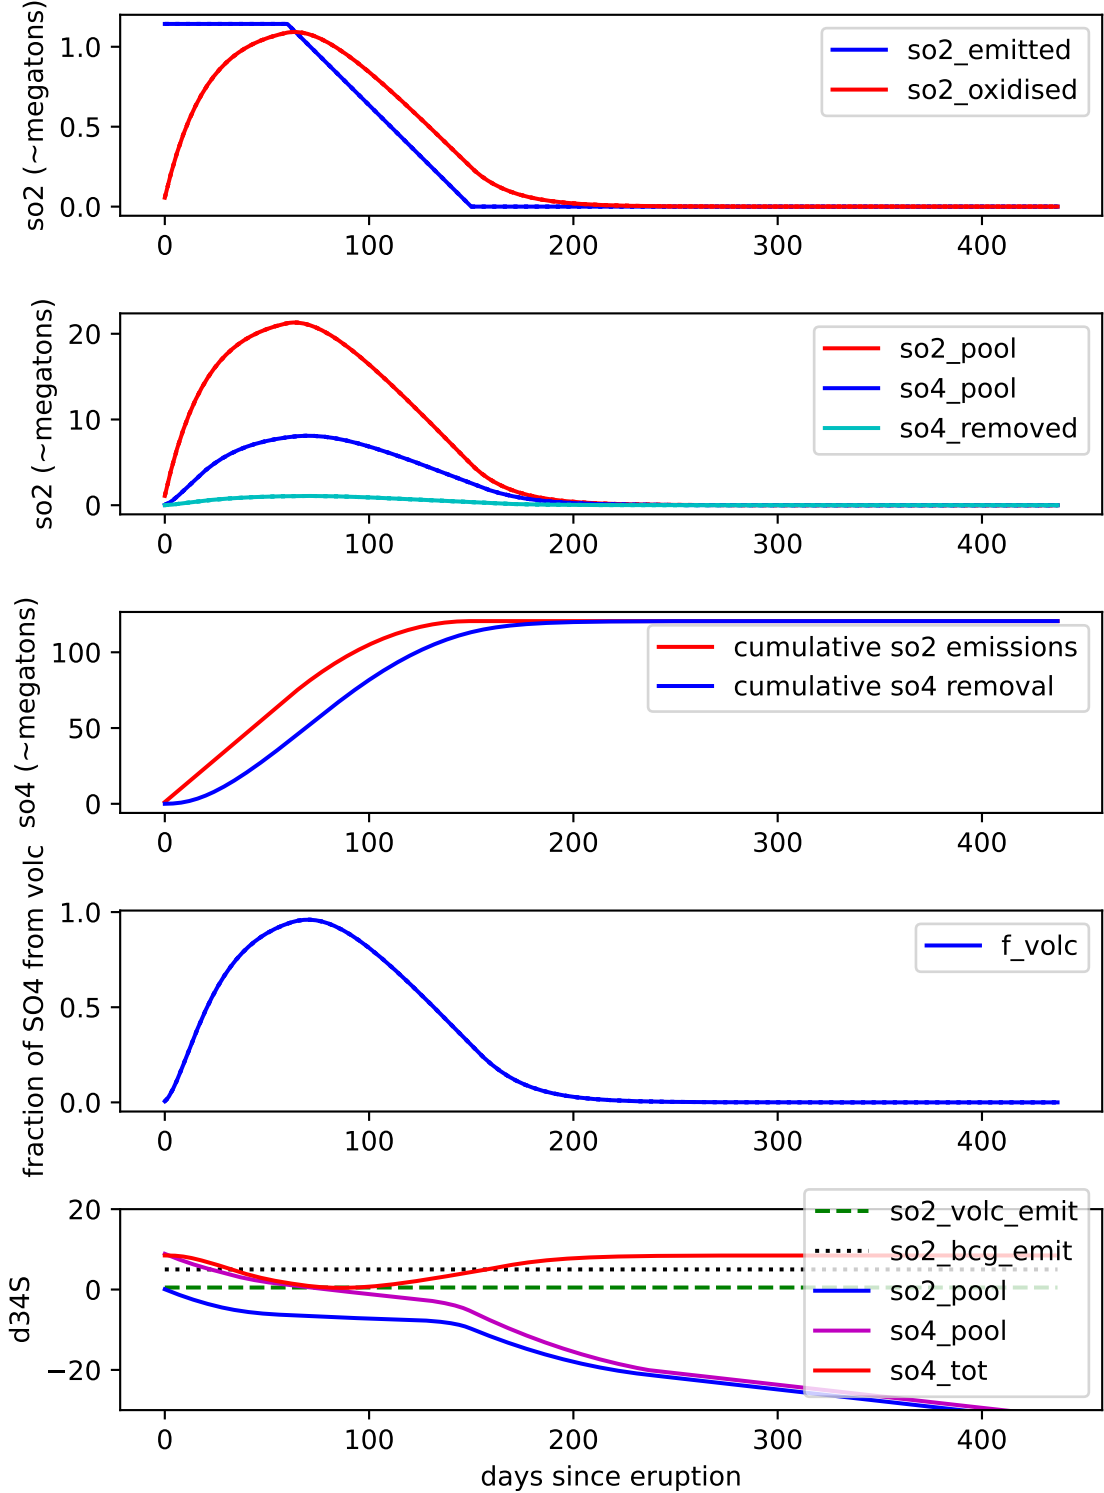 so2 (~megatons)
1.0
0.5
0.0
so2_emitted
so2_oxidised
0 100 200 300 400
so2 (~megatons)
20
10
0
so2_pool
so4_pool
so4_removed
0 100 200 300 400
so4 (~megatons)
100
50
0
cumulative so2 emissions
cumulative so4 removal
0 100 200 300 400
fraction of SO4 from volc
1.0
0.5
0.0
f_volc
0 100 200 300 400
d34S
20
0
−20
so2_volc_emit
so2_bcg_emit
so2_pool
so4_pool
so4_tot
0 100 200 300 400
days since eruption